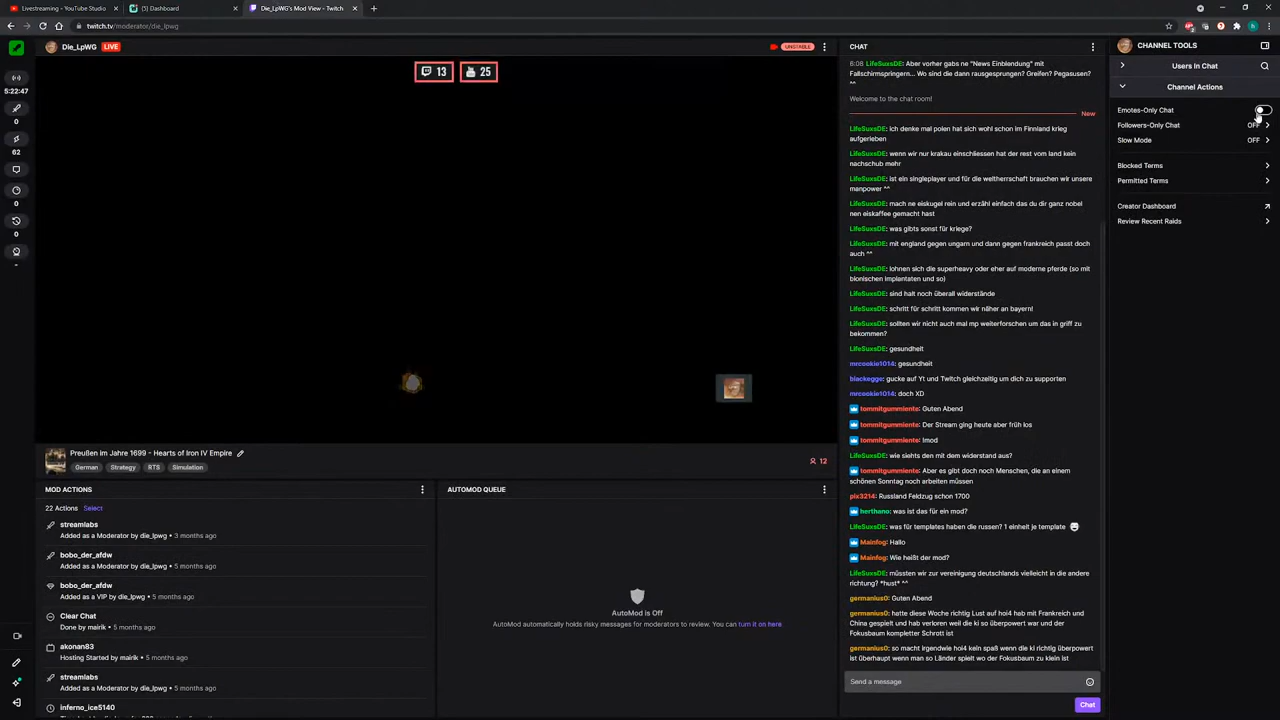 Livestreaming - YouTube Studio
(5) Dashboard
Die_LpWG's Mod View - Twitch
twitch.tv/moderator/die_lpwg
Die_LpWG LIVE
UNSTABLE
13
25
5:22:47
0
62
0
0
-
Preußen im Jahre 1699 - Hearts of Iron IV Empire
German Strategy RTS Simulation
12
MOD ACTIONS
22 Actions Select
streamlabs
Added as a Moderator by die_lpwg • 3 months ago
bobo_der_afdw
Added as a Moderator by die_lpwg • 5 months ago
bobo_der_afdw
Added as a VIP by die_lpwg • 5 months ago
Clear Chat
Done by mairik • 5 months ago
akonan83
Hosting Started by mairik • 5 months ago
streamlabs
Added as a Moderator by die_lpwg • 5 months ago
inferno_ice5140
AUTOMOD QUEUE
AutoMod is Off
AutoMod automatically holds risky messages for moderators to review. You can turn it on here
CHAT
6:08 LifeSuxsDE: Aber vorher gabs ne "News Einblendung" mit
Fallschirmspringern... Wo sind die dann rausgesprungen? Greifen? Pegasusen?
^^
Welcome to the chat room!
New
LifeSuxsDE: ich denke mal polen hat sich wohl schon im Finnland krieg
aufgerieben
LifeSuxsDE: wenn wir nur krakau einschliessen hat der rest vom land kein
nachschub mehr
LifeSuxsDE: ist ein singleplayer und für die weltherrschaft brauchen wir unsere
manpower ^^
LifeSuxsDE: mach ne eiskugel rein und erzähl einfach das du dir ganz nobel
nen eiskaffee gemacht hast
LifeSuxsDE: was gibts sonst für kriege?
LifeSuxsDE: mit england gegen ungarn und dann gegen frankreich passt doch
auch ^^
LifeSuxsDE: lohnen sich die superheavy oder eher auf moderne pferde (so mit
bionischen implantaten und so)
LifeSuxsDE: sind halt noch überall widerstände
LifeSuxsDE: schritt für schritt kommen wir näher an bayern!
LifeSuxsDE: sollten wir nicht auch mal mp weiterforschen um das in griff zu
bekommen?
LifeSuxsDE: gesundheit
mrcookie1014: gesundheit
blackegge: gucke auf Yt und Twitch gleichzeitig um dich zu supporten
mrcookie1014: doch XD
tommitgummiente: Guten Abend
tommitgummiente: Der Stream ging heute aber früh los
tommitgummiente: !mod
LifeSuxsDE: wie siehts den mit dem widerstand aus?
tommitgummiente: Aber es gibt doch noch Menschen, die an einem
schönen Sonntag noch arbeiten müssen
pix3214: Russland Feldzug schon 1700
herthano: was ist das für ein mod?
LifeSuxsDE: was für templates haben die russen? 1 einheit je template
Mainfog: Hallo
Mainfog: Wie heißt der mod?
LifeSuxsDE: müssten wir zur vereinigung deutschlands vielleicht in die andere
richtung? *hust* ^^
germanius0: Guten Abend
germanius0: hatte diese Woche richtig Lust auf hoi4 hab mit Frankreich und
China gespielt und hab verloren weil die ki so überpowert war und der
Fokusbaum kompletter Schrott ist
germanius0: so macht irgendwie hoi4 kein spaß wenn die ki richtig überpowert
ist überhaupt wenn man so Länder spielt wo der Fokusbaum zu klein ist
Send a message
Chat
CHANNEL TOOLS
Users in Chat
Channel Actions
Emotes-Only Chat
Followers-Only Chat OFF
Slow Mode OFF
Blocked Terms
Permitted Terms
Creator Dashboard
Review Recent Raids